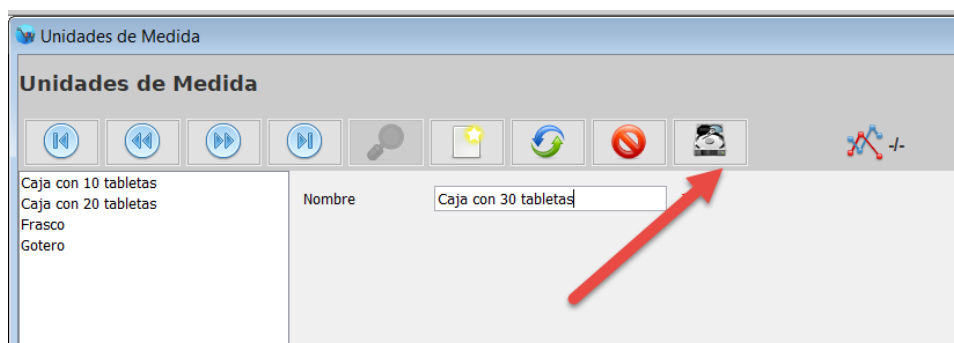 Unidades de Medida
Unidades de Medida
-/-
Caja con 10 tabletas
Caja con 20 tabletas
Frasco
Gotero
Nombre Caja con 30 tabletas